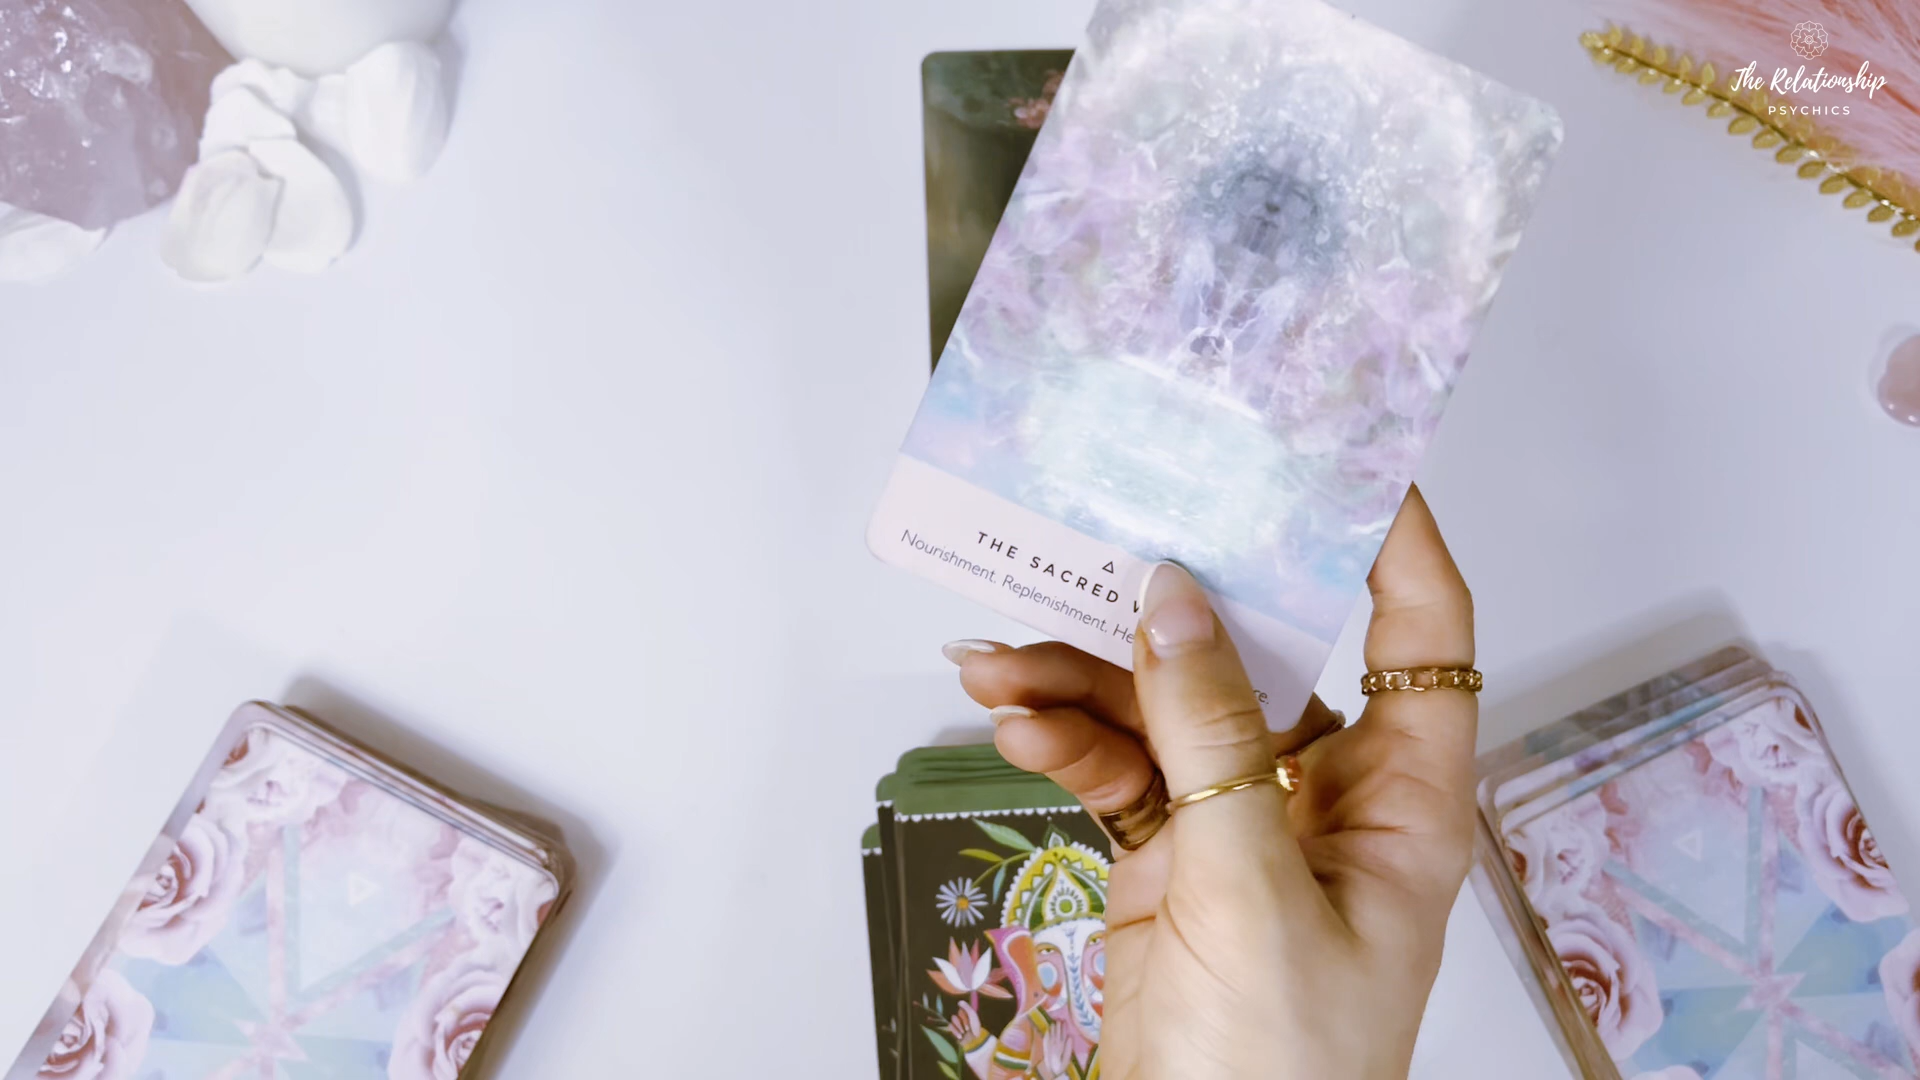 The Relationship
PSYCHICS
THE SACRED
Nourishment. Replenishment.